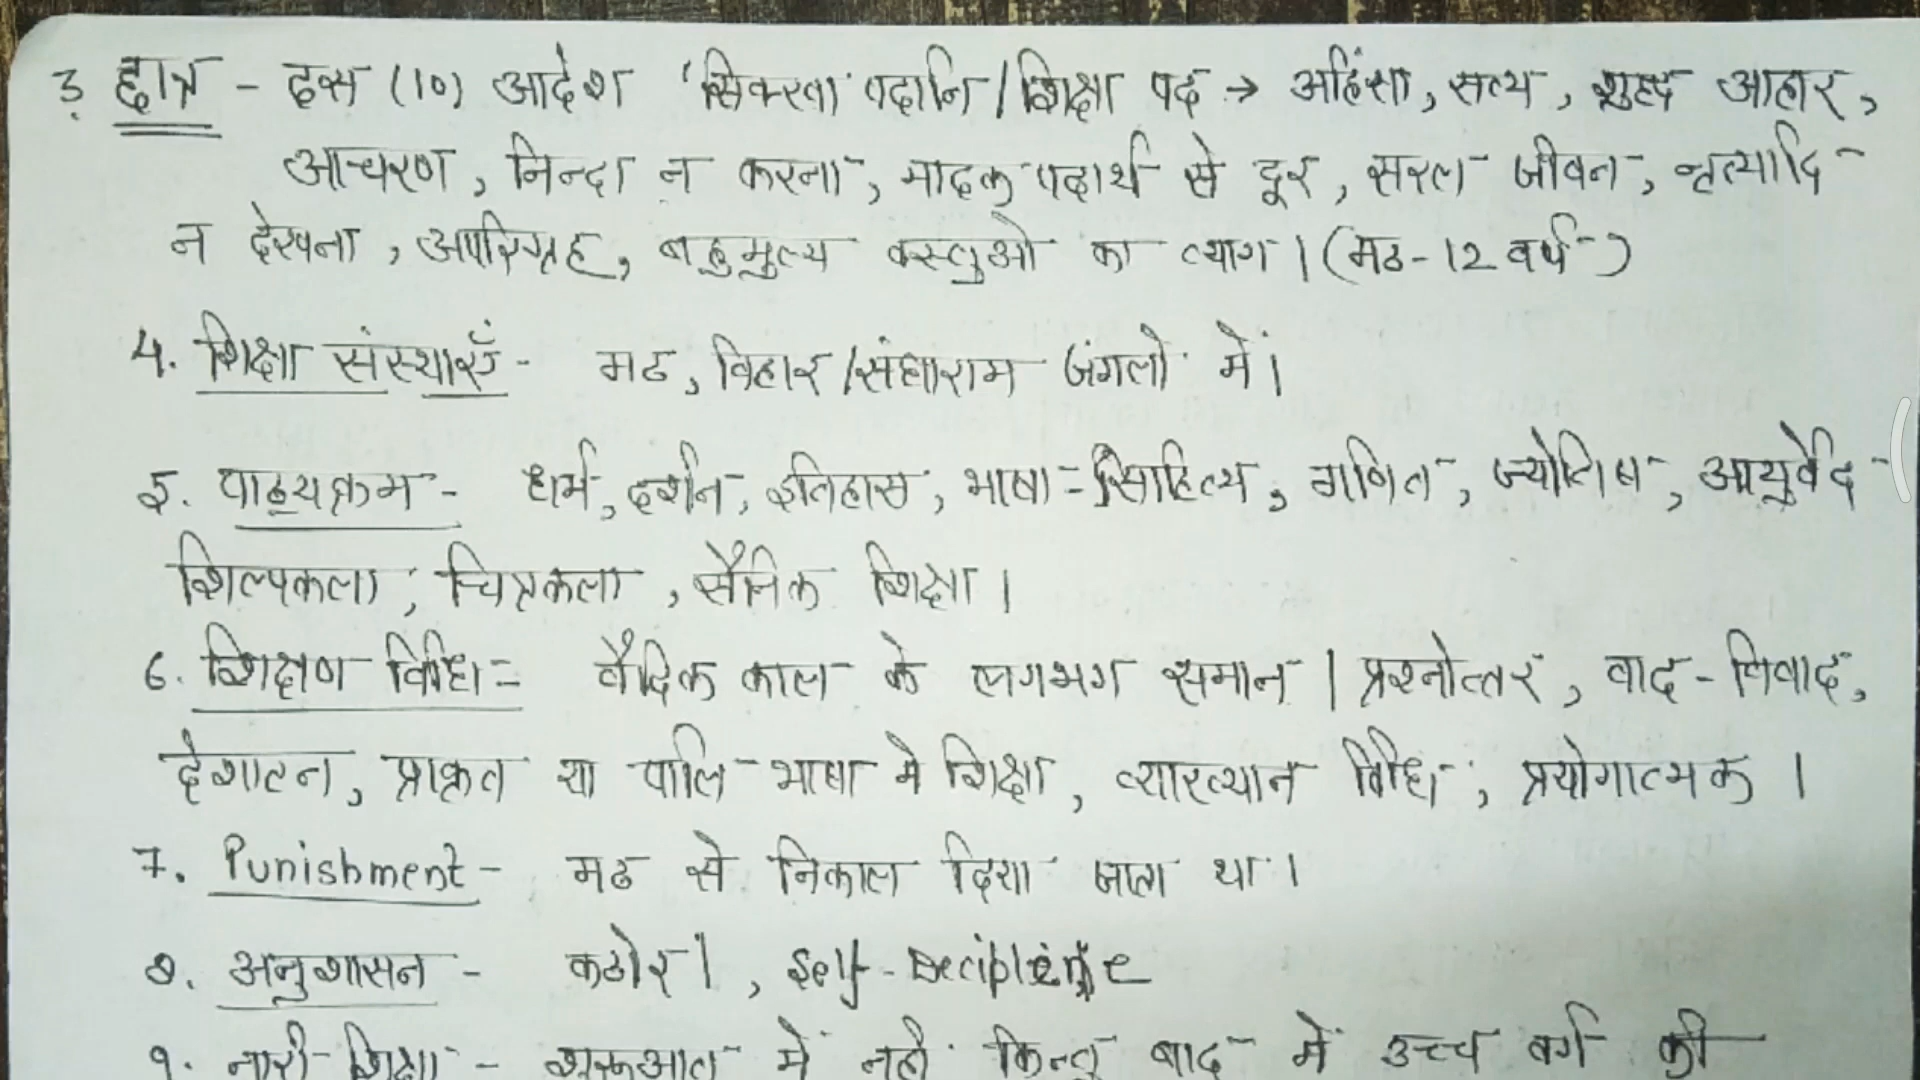 3. छात्र - दस (10) आदेश 'सिक्खा पदानि / शिक्षा पद → अहिंसा, सत्य, शुद्ध आहार,
आचरण, निन्दा न करना, मादक पदार्थ से दूर, सरल जीवन, नृत्यादि
न देखना, अपरिग्रह, बहुमुल्य वस्तुओ का त्याग । (मठ - 12 वर्ष)
4. शिक्षा संस्थाएँ - मठ, विहार / संघाराम जंगलो में।
5. पाठ्यक्रम - धर्म, दर्शन, इतिहास, भाषा - साहित्य, गणित, ज्योतिष, आयुर्वेद
शिल्पकला, चित्रकला, सैनिक शिक्षा ।
6. शिक्षण विधि - वैदिक काल के लगभग समान । प्रश्नोत्तर, वाद - विवाद,
देशाटन, प्राकृत या पालि भाषा मे शिक्षा, व्याख्यान विधि, प्रयोगात्मक ।
7. Punishment - मठ से निकाल दिया जाता था ।
8. अनुशासन - कठोर ।, Self -
9. नारी शिक्षा - शुरूआत में नही किन्तु बाद में उच्च वर्ग की